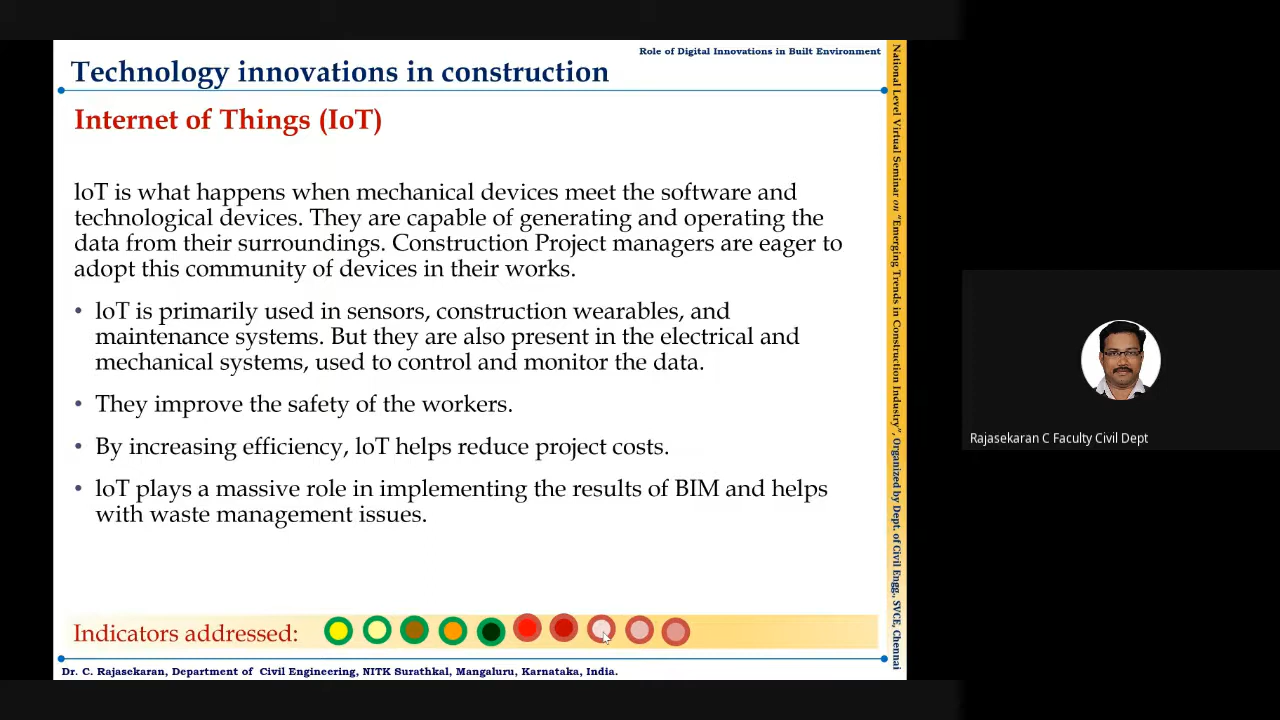 Role of Digital Innovations in Built Environment
Technology innovations in construction
Internet of Things (IoT)
loT is what happens when mechanical devices meet the software and
technological devices. They are capable of generating and operating the
data from their surroundings. Construction Project managers are eager to
adopt this community of devices in their works.
• loT is primarily used in sensors, construction wearables, and
maintenance systems. But they are also present in the electrical and
mechanical systems, used to control and monitor the data.
• They improve the safety of the workers.
• By increasing efficiency, loT helps reduce project costs.
• loT plays a massive role in implementing the results of BIM and helps
with waste management issues.
Indicators addressed:
Dr. C. Rajasekaran, Department of Civil Engineering, NITK Surathkal, Mangaluru, Karnataka, India.
National Level Virtual Seminar on "Emerging Trends in Construction Industry", Organized by Dept. of Civil Engg., SVCE, Chennai
Rajasekaran C Faculty Civil Dept